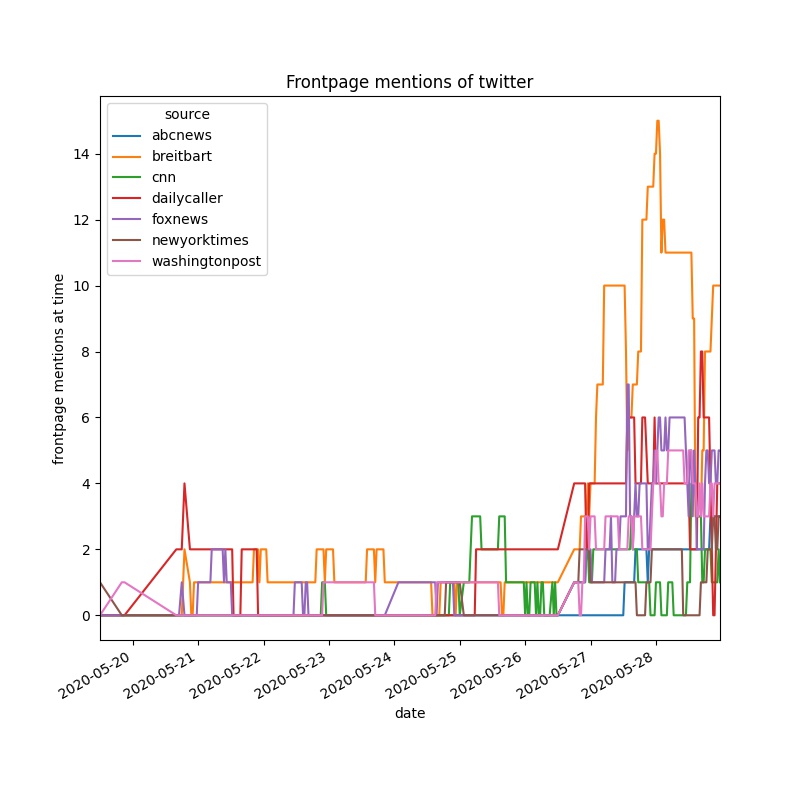 Frontpage mentions of twitter
source
abcnews
breitbart
cnn
dailycaller
foxnews
newyorktimes
washingtonpost
frontpage mentions at time
14
12
10
8
6
4
2
0
2020-05-20
2020-05-21
2020-05-22
2020-05-23
2020-05-24
2020-05-25
2020-05-26
2020-05-27
2020-05-28
date